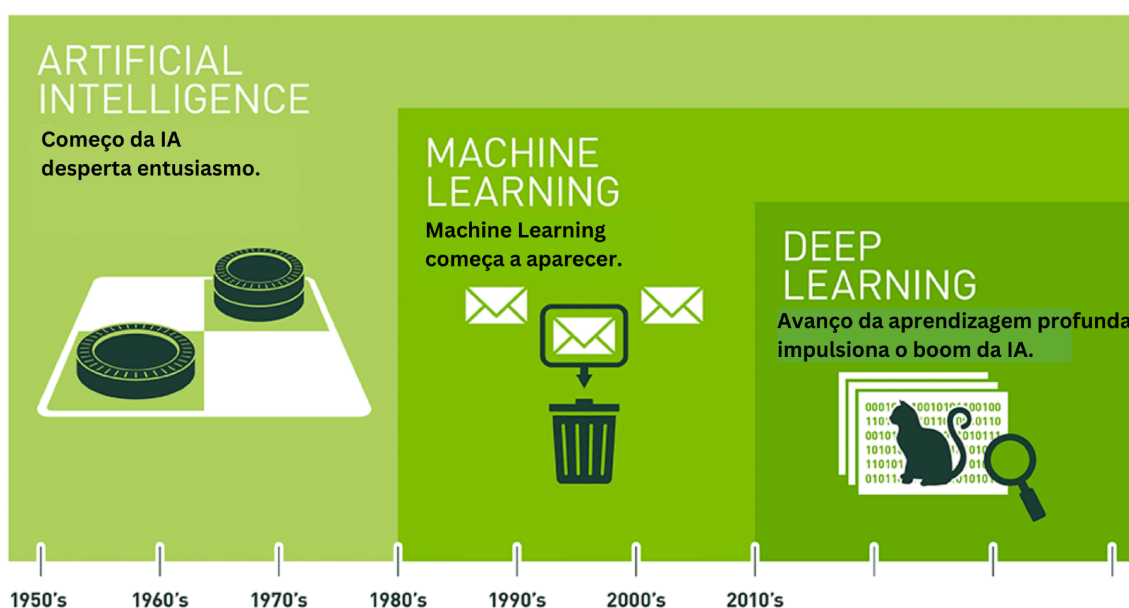 ARTIFICIAL
INTELLIGENCE
Começo da IA
desperta entusiasmo.
MACHINE
LEARNING
Machine Learning
começa a aparecer.
DEEP
LEARNING
Avanço da aprendizagem profunda
impulsiona o boom da IA.
1950's
1960's
1970's
1980's
1990's
2000's
2010's